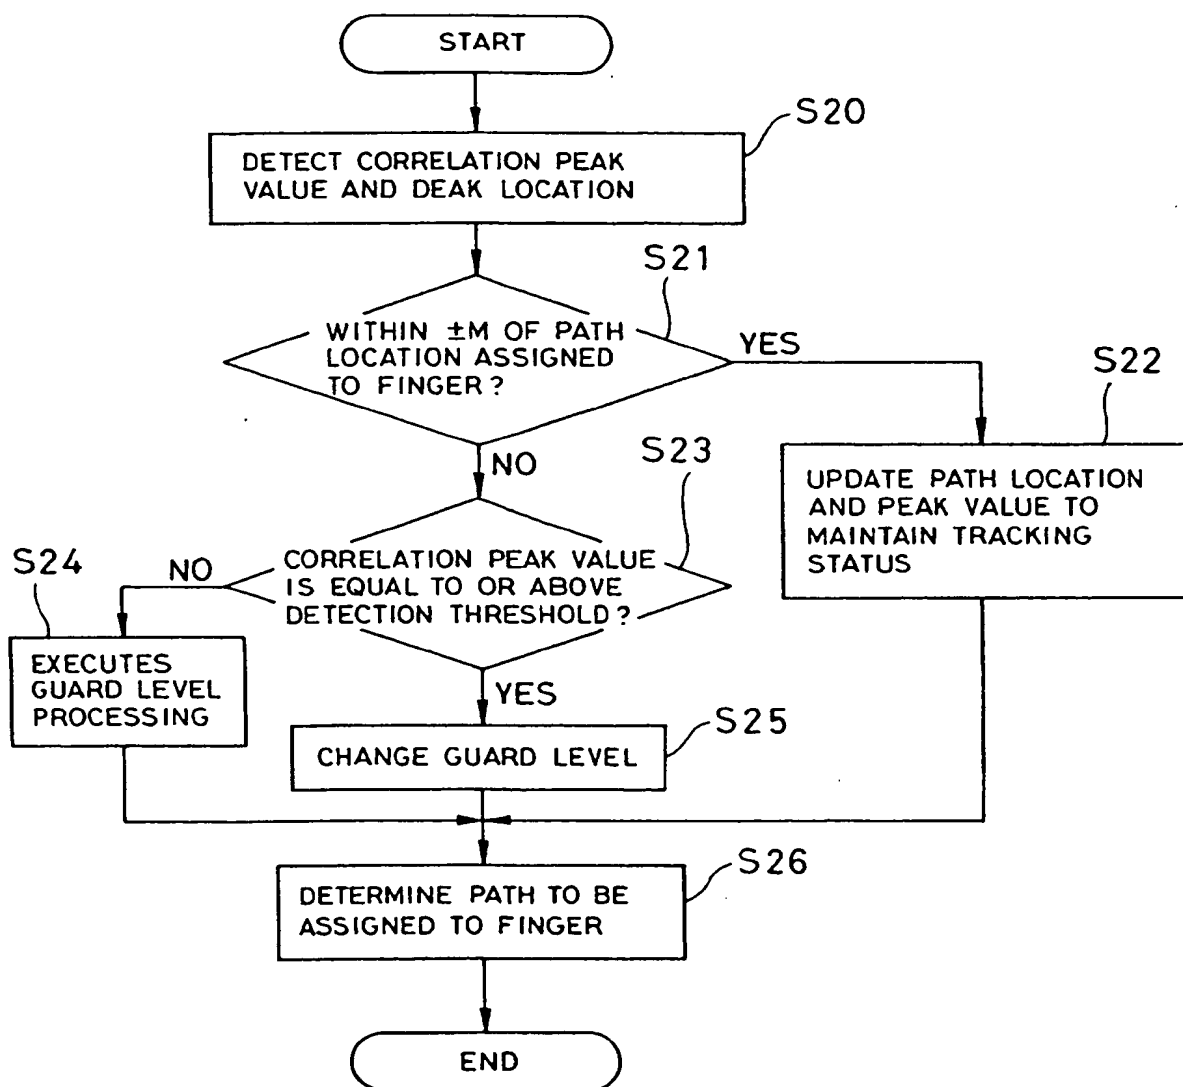 START
S20
DETECT CORRELATION PEAK
VALUE AND DEAK LOCATION
S21
WITHIN ±M OF PATH
LOCATION ASSIGNED
TO FINGER?
YES
S22
UPDATE PATH LOCATION
AND PEAK VALUE TO
MAINTAIN TRACKING
STATUS
NO
S23
CORRELATION PEAK VALUE
IS EQUAL TO OR ABOVE
DETECTION THRESHOLD?
NO
S24
EXECUTES
GUARD LEVEL
PROCESSING
YES
S25
CHANGE GUARD LEVEL
S26
DETERMINE PATH TO BE
ASSIGNED TO FINGER
END